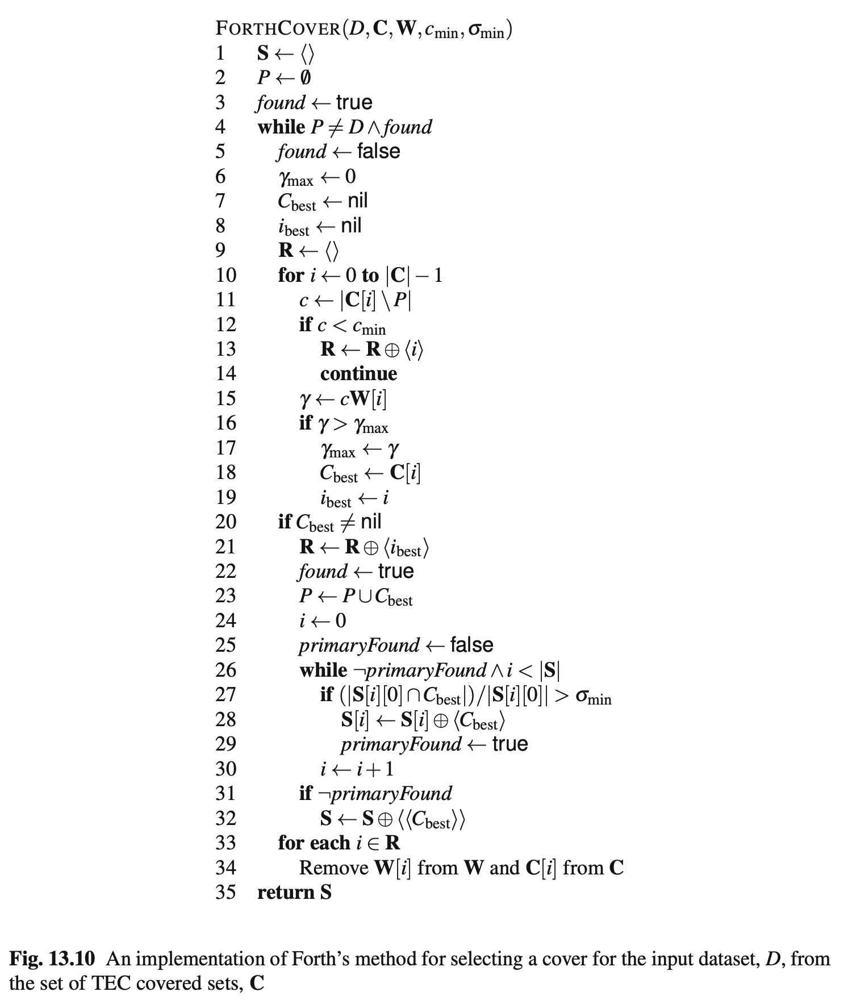 FORTHCOVER(D, C, W, c_min, σ_min)
1 S ← ⟨⟩
2 P ← ∅
3 found ← true
4 while P ≠ D ∧ found
5 found ← false
6 γ_max ← 0
7 C_best ← nil
8 i_best ← nil
9 R ← ⟨⟩
10 for i ← 0 to |C| − 1
11 c ← |C[i] \ P|
12 if c < c_min
13 R ← R ⊕ ⟨i⟩
14 continue
15 γ ← cW[i]
16 if γ > γ_max
17 γ_max ← γ
18 C_best ← C[i]
19 i_best ← i
20 if C_best ≠ nil
21 R ← R ⊕ ⟨i_best⟩
22 found ← true
23 P ← P ∪ C_best
24 i ← 0
25 primaryFound ← false
26 while ¬primaryFound ∧ i < |S|
27 if (|S[i][0] ∩ C_best|)/|S[i][0]| > σ_min
28 S[i] ← S[i] ⊕ ⟨C_best⟩
29 primaryFound ← true
30 i ← i + 1
31 if ¬primaryFound
32 S ← S ⊕ ⟨⟨C_best⟩⟩
33 for each i ∈ R
34 Remove W[i] from W and C[i] from C
35 return S
Fig. 13.10 An implementation of Forth's method for selecting a cover for the input dataset, D, from
the set of TEC covered sets, C